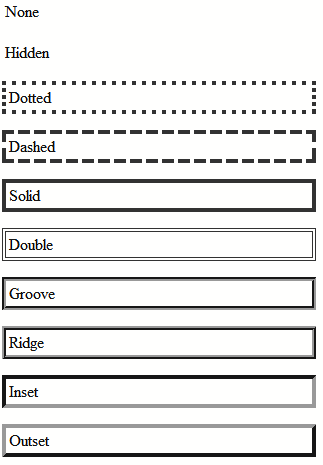 None
Hidden
Dotted
Dashed
Solid
Double
Groove
Ridge
Inset
Outset